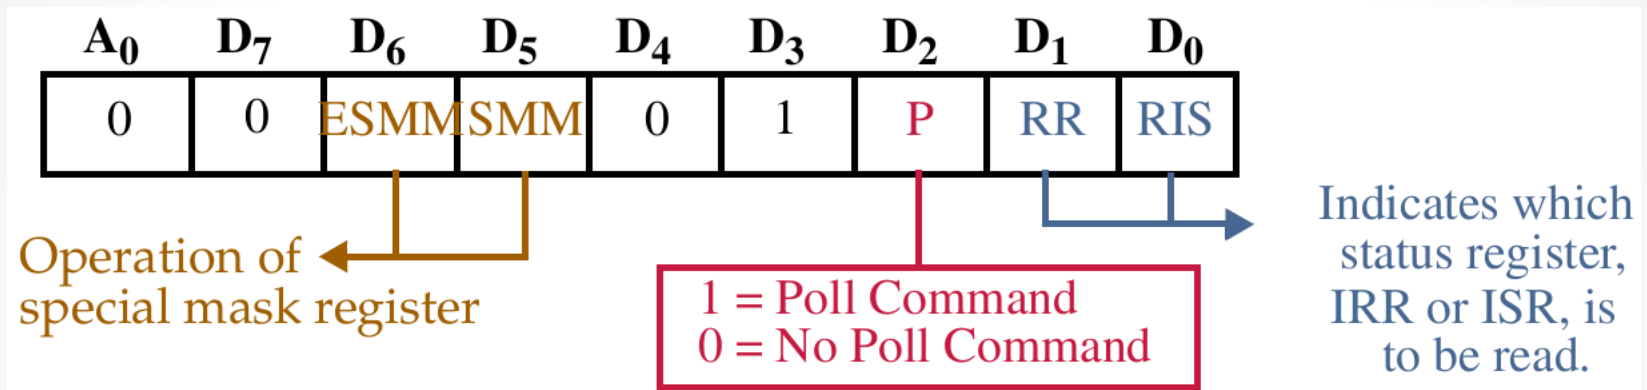 A₀ D₇ D₆ D₅ D₄ D₃ D₂ D₁ D₀
0 0 ESMM SMM 0 1 P RR RIS
Operation of
special mask register
1 = Poll Command
0 = No Poll Command
Indicates which
status register,
IRR or ISR, is
to be read.